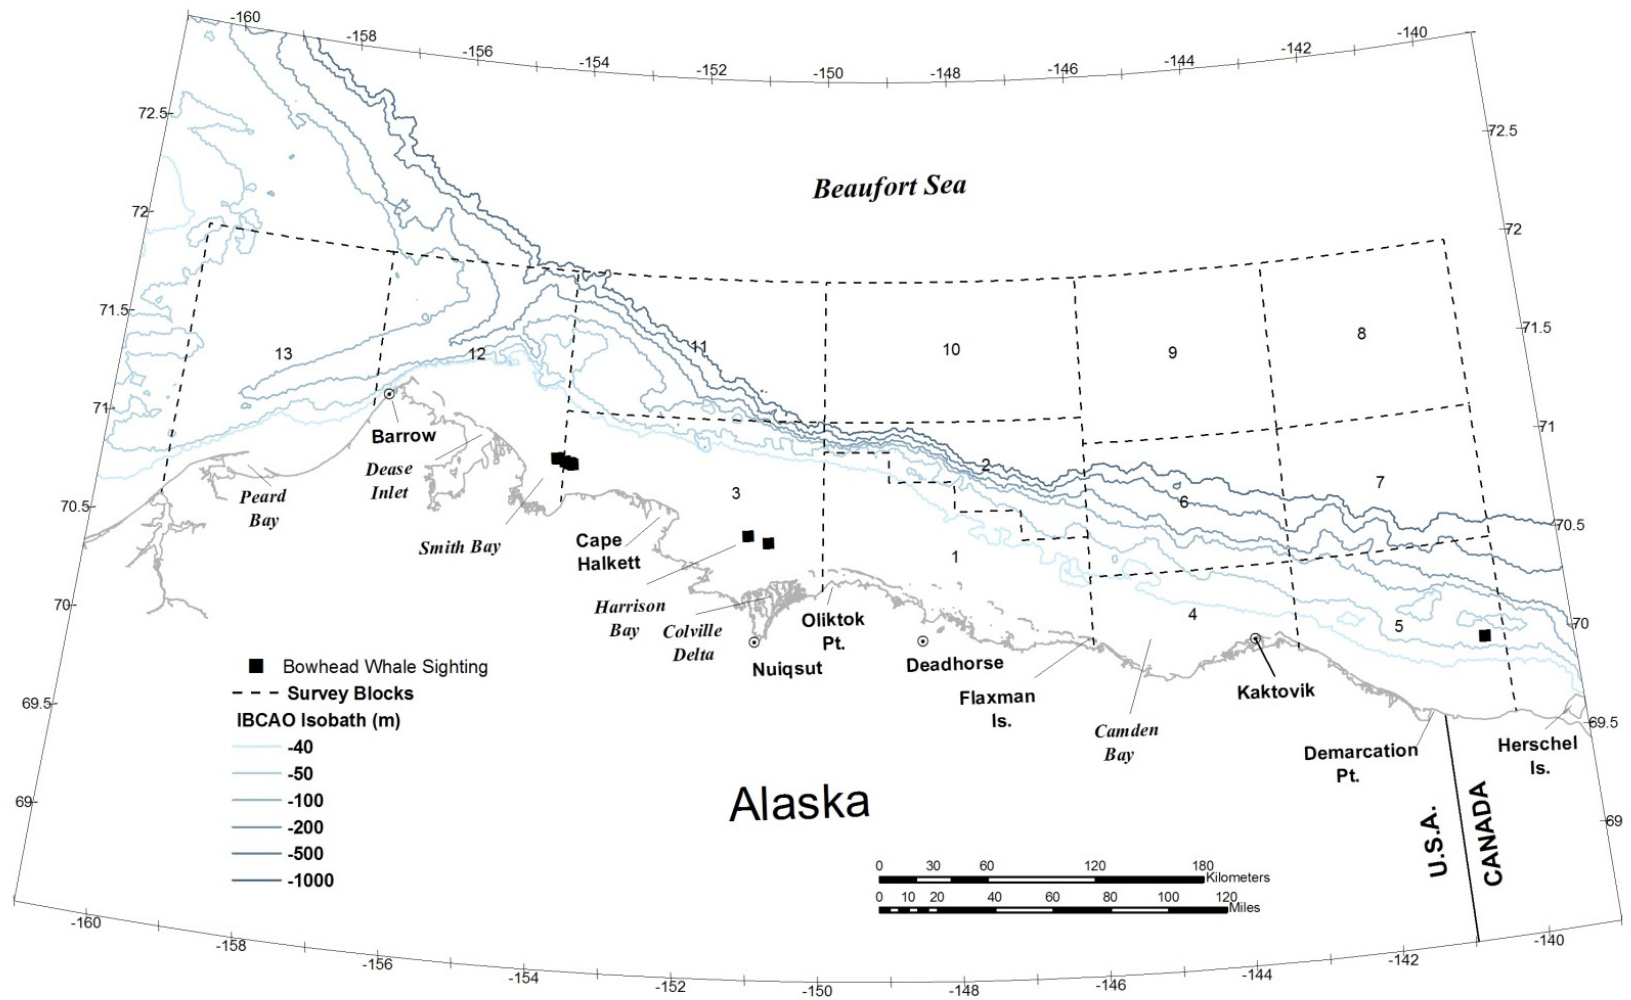 -160
-158
-156
-154
-152
-150
-148
-146
-144
-142
-140
72.5
72.5
Beaufort Sea
72
72
71.5
71.5
13
12
11
10
9
8
71
71
Barrow
Dease
Inlet
Peard
Bay
Smith Bay
3
2
6
7
70.5
70.5
Cape
Halkett
1
Harrison
Bay
Colville
Delta
Oliktok
Pt.
4
5
70
70
Nuiqsut
Deadhorse
Flaxman
Is.
Kaktovik
Camden
Bay
Demarcation
Pt.
Herschel
Is.
69.5
69.5
Bowhead Whale Sighting
Survey Blocks
IBCAO Isobath (m)
-40
-50
-100
-200
-500
-1000
Alaska
U.S.A.
CANADA
69
69
0 30 60 120 180
Kilometers
0 10 20 40 60 80 100 120
Miles
-160
-158
-156
-154
-152
-150
-148
-146
-144
-142
-140